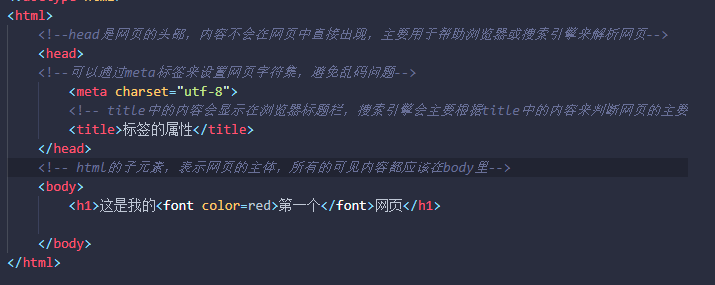 <html>
<!--head是网页的头部，内容不会在网页中直接出现，主要用于帮助浏览器或搜索引擎来解析网页-->
<head>
<!--可以通过meta标签来设置网页字符集，避免乱码问题-->
<meta charset="utf-8">
<!-- title中的内容会显示在浏览器标题栏，搜索引擎会主要根据title中的内容来判断网页的主要
<title>标签的属性</title>
</head>
<!-- html的子元素，表示网页的主体，所有的可见内容都应该在body里-->
<body>
<h1>这是我的<font color=red>第一个</font>网页</h1>
</body>
</html>